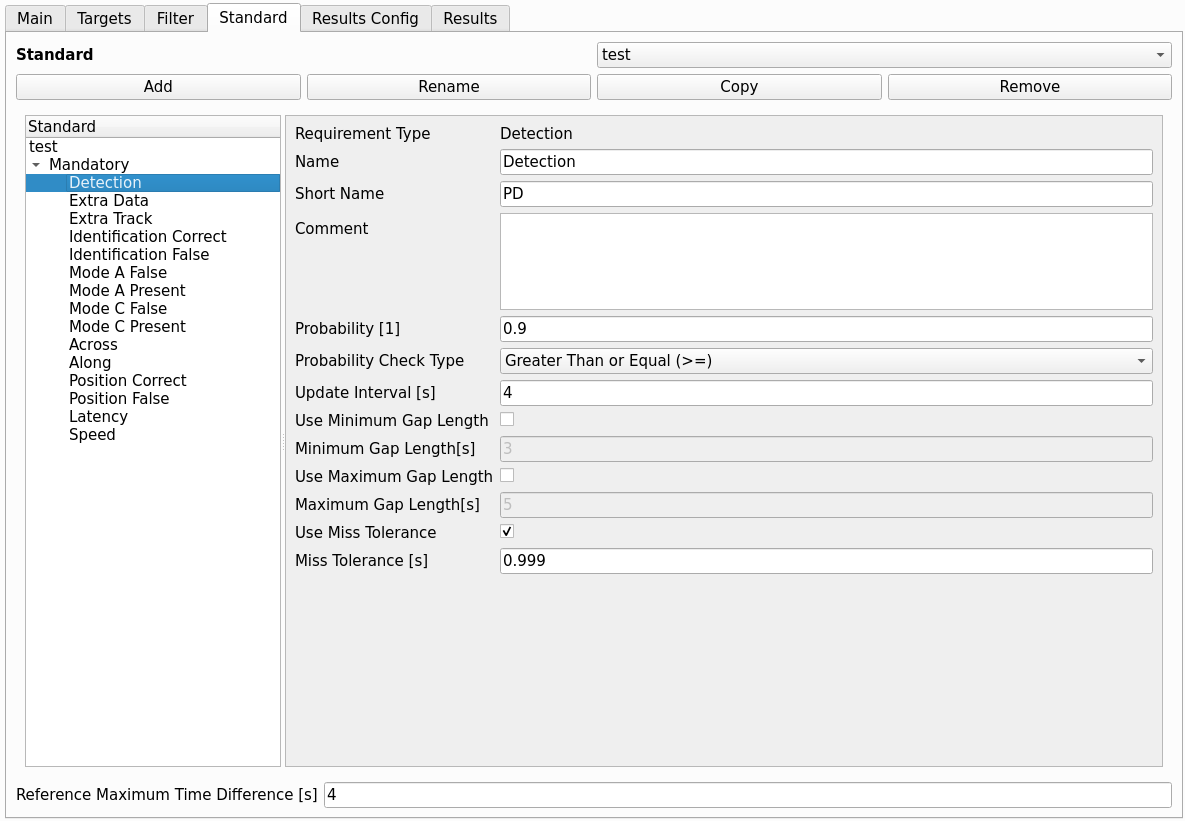 Main Targets Filter Standard Results Config Results
Standard test
Add Rename Copy Remove
Standard
test
Mandatory
Detection
Extra Data
Extra Track
Identification Correct
Identification False
Mode A False
Mode A Present
Mode C False
Mode C Present
Across
Along
Position Correct
Position False
Latency
Speed
Requirement Type Detection
Name Detection
Short Name PD
Comment
Probability [1] 0.9
Probability Check Type Greater Than or Equal (>=)
Update Interval [s] 4
Use Minimum Gap Length
Minimum Gap Length[s] 3
Use Maximum Gap Length
Maximum Gap Length[s] 5
Use Miss Tolerance
Miss Tolerance [s] 0.999
Reference Maximum Time Difference [s] 4